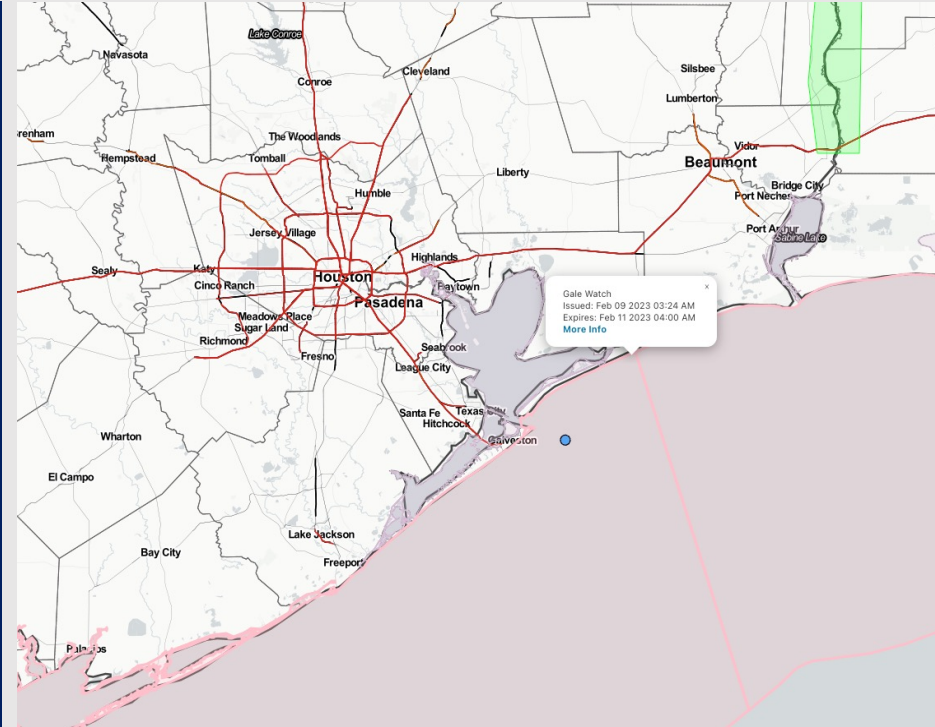 Lake Conroe
Navasota
Conroe
Cleveland
Silsbee
Lumberton
The Woodlands
Hempstead
Tomball
Vidor
Beaumont
Liberty
Humble
Bridge City
Port Neches
Port Arthur
Sabine Lake
Jersey Village
Highlands
Sealy
Katy
Houston
Cinco Ranch
Baytown
Pasadena
Gale Watch
×
Issued: Feb 09 2023 03:24 AM
Expires: Feb 11 2023 04:00 AM
More Info
Meadows Place
Sugar Land
Richmond
Fresno
Seabrook
League City
Santa Fe
Texas City
Hitchcock
Galveston
Wharton
El Campo
Lake Jackson
Bay City
Freeport
Palacios